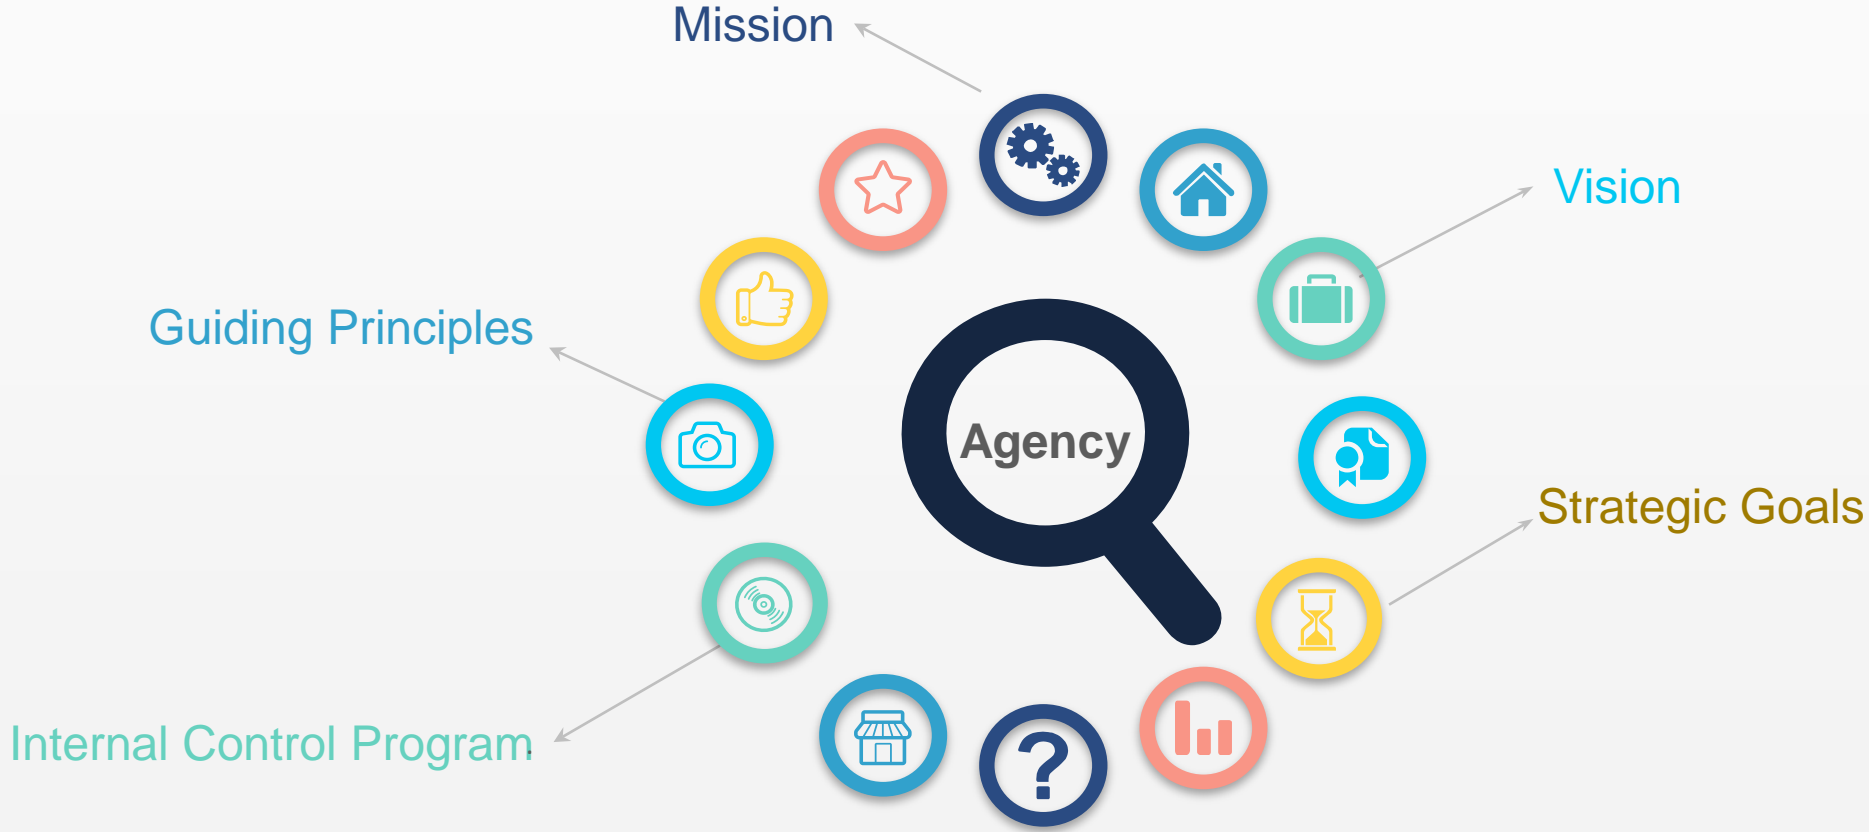 Mission
Vision
Guiding Principles
Agency
Strategic Goals
Internal Control Program.
?